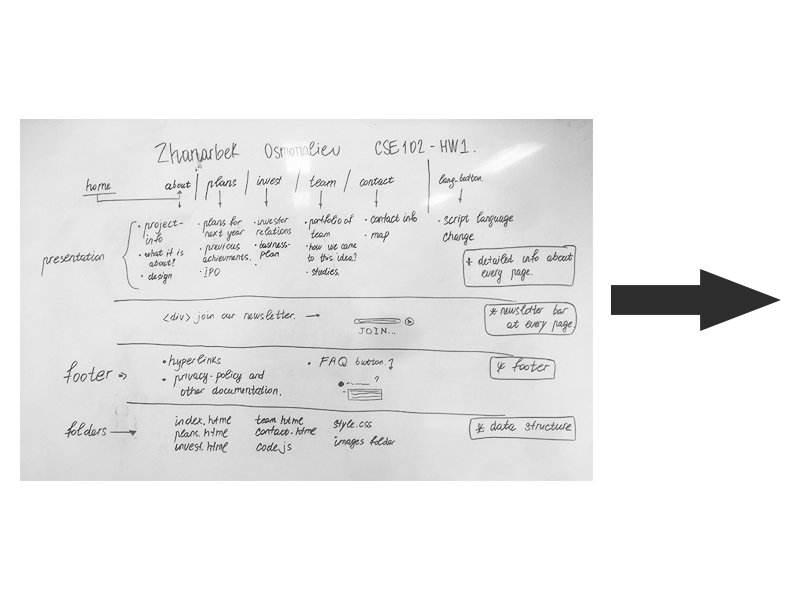 Zhanarbek Osmonaliev CSE102-HW1.
home about / plans / invest / team / contact | lang-button.
presentation
• project-
info
• what it is
about?
• design
• plans for
next year
• previous
achievments.
• IPO
• investor
relations
• business-
plan
•
• portfolio of
team
• how we came
to this idea?
• studies.
• contact info
• map
• script language
change
* detailed info about
every page.
<div> join our newsletter. →
JOIN...
* newsletter bar
at every page
footer
• hyperlinks
• privacy-policy and
other documentation.
• FAQ button.
?
* footer
folders
index.html
plans.html
invest.html
team.html
contact.html
code.js
style.css
images folder
* data structure